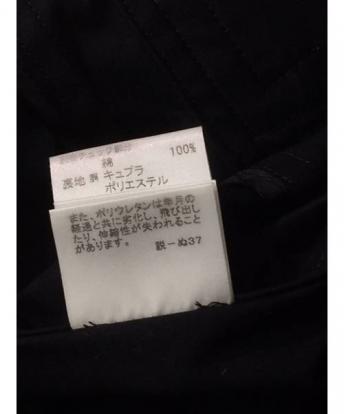 綿 100%
裏地 胴 キュプラ
ポリエステル
また、ポリウレタンは年月の
経過と共に劣化し、飛び出し
たり、伸縮性が失われること
があります。 説-ぬ37